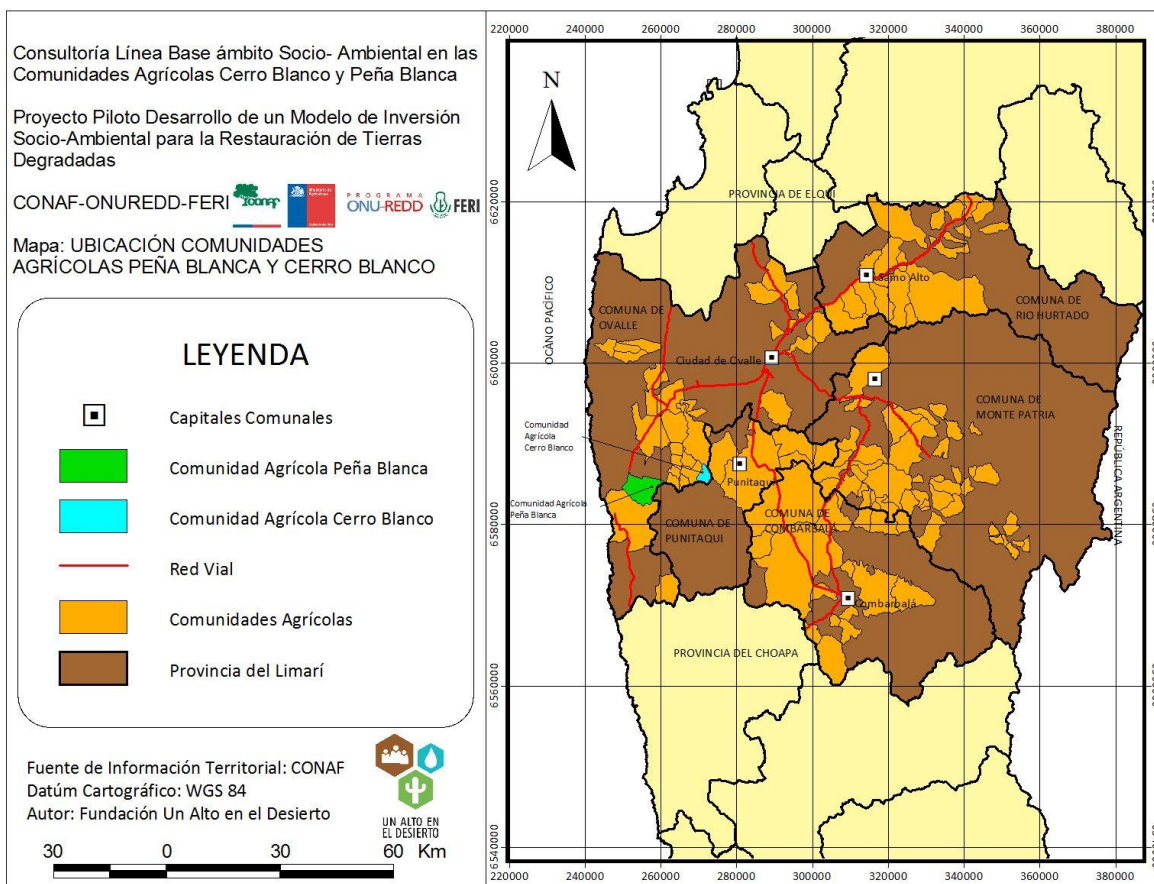 Consultoría Línea Base ámbito Socio- Ambiental en las
Comunidades Agrícolas Cerro Blanco y Peña Blanca
Proyecto Piloto Desarrollo de un Modelo de Inversión
Socio-Ambiental para la Restauración de Tierras
Degradadas
CONAF-ONUREDD-FERI
conaf
PROGRAMA
ONU-REDD
FERI
Mapa: UBICACIÓN COMUNIDADES
AGRÍCOLAS PEÑA BLANCA Y CERRO BLANCO
LEYENDA
Capitales Comunales
Comunidad Agrícola Peña Blanca
Comunidad Agrícola Cerro Blanco
Red Vial
Comunidades Agrícolas
Provincia del Limarí
Fuente de Información Territorial: CONAF
Datúm Cartográfico: WGS 84
Autor: Fundación Un Alto en el Desierto
UN ALTO EN
EL DESIERTO
30 0 30 60 Km
220000 240000 260000 280000 300000 320000 340000 360000 380000
N
PROVINCIA DE ELQUI
6620000
OCÁNO PACÍFICO
COMUNA DE
OVALLE
Samo Alto
COMUNA DE
RIO HURTADO
Ciudad de Ovalle
6600000
COMUNA DE
MONTE PATRIA
REPÚBLICA ARGENTINA
Comunidad
Agrícola
Cerro Blanco
Punitaqui
Comunidad Agrícola
Peña Blanca
6580000
COMUNA DE
PUNITAQUI
COMUNA DE
COMBARBALÁ
Combarbalá
PROVINCIA DEL CHOAPA
6560000
6540000
220000 240000 260000 280000 300000 320000 340000 360000 380000